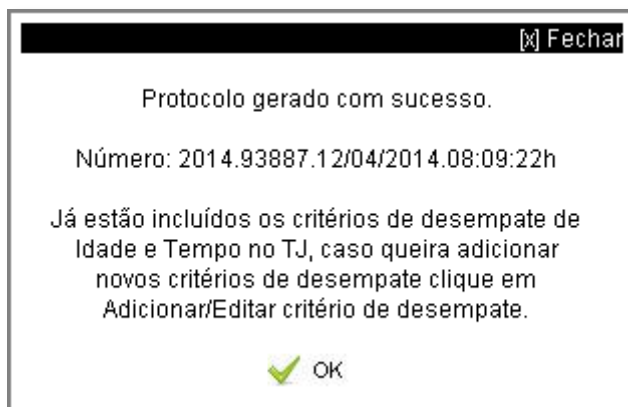 [x] Fechar
Protocolo gerado com sucesso.
Número: 2014.93887.12/04/2014.08:09:22h
Já estão incluídos os critérios de desempate de
Idade e Tempo no TJ, caso queira adicionar
novos critérios de desempate clique em
Adicionar/Editar critério de desempate.
OK